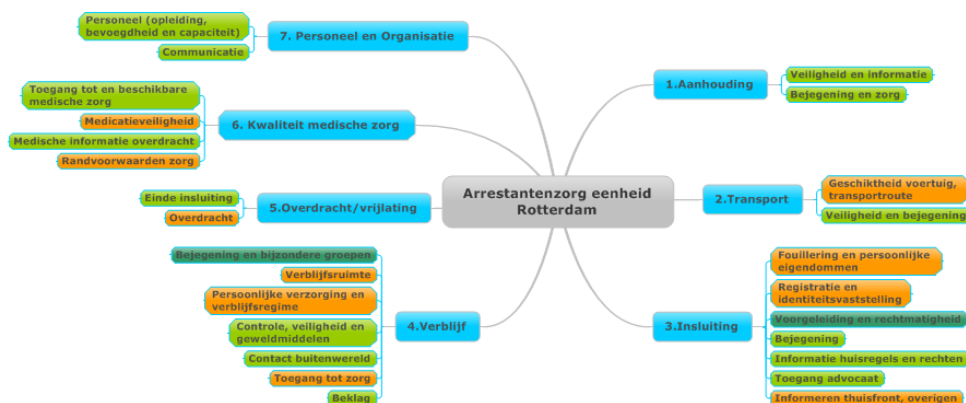 Arrestantenzorg eenheid
Rotterdam
1.Aanhouding
Veiligheid en informatie
Bejegening en zorg
2.Transport
Geschiktheid voertuig,
transportroute
Veiligheid en bejegening
3.Insluiting
Fouillering en persoonlijke
eigendommen
Registratie en
identiteitsvaststelling
Voorgeleiding en rechtmatigheid
Bejegening
Informatie huisregels en rechten
Toegang advocaat
Informeren thuisfront, overigen
4.Verblijf
Bejegening en bijzondere groepen
Verblijfsruimte
Persoonlijke verzorging en
verblijfsregime
Controle, veiligheid en
geweldmiddelen
Contact buitenwereld
Toegang tot zorg
Beklag
5.Overdracht/vrijlating
Einde insluiting
Overdracht
6. Kwaliteit medische zorg
Toegang tot en beschikbare
medische zorg
Medicatieveiligheid
Medische informatie overdracht
Randvoorwaarden zorg
7. Personeel en Organisatie
Personeel (opleiding,
bevoegdheid en capaciteit)
Communicatie